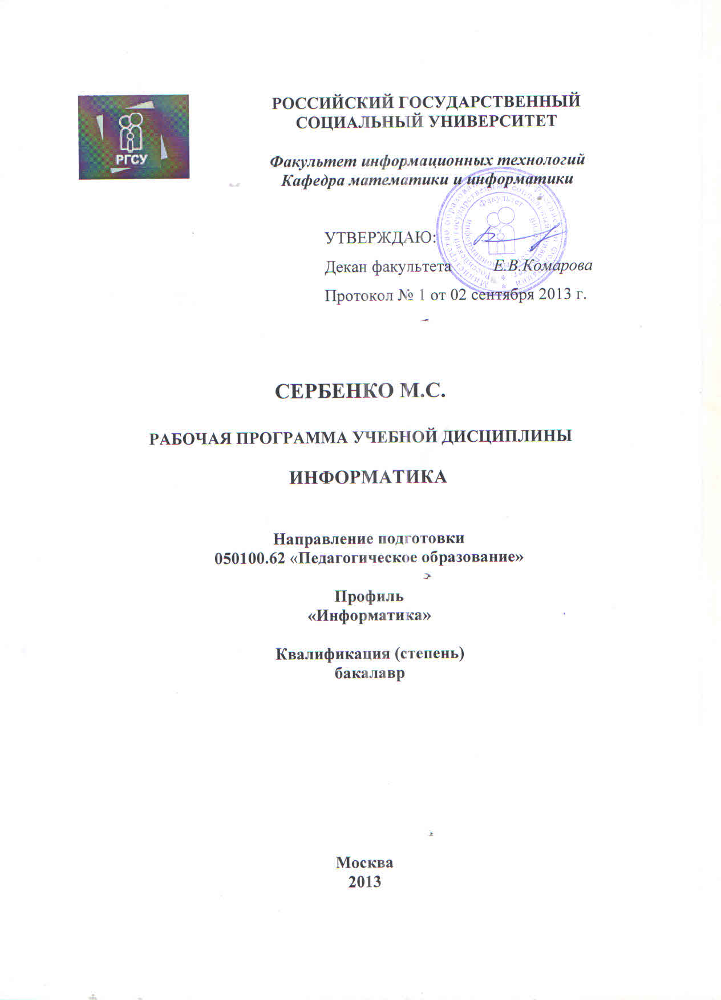 РГСУ
РОССИЙСКИЙ ГОСУДАРСТВЕННЫЙ
СОЦИАЛЬНЫЙ УНИВЕРСИТЕТ
Факультет информационных технологий
Кафедра математики и информатики
УТВЕРЖДАЮ:
Декан факультета Е.В.Комарова
Протокол № 1 от 02 сентября 2013 г.
СЕРБЕНКО М.С.
РАБОЧАЯ ПРОГРАММА УЧЕБНОЙ ДИСЦИПЛИНЫ
ИНФОРМАТИКА
Направление подготовки
050100.62 «Педагогическое образование»
Профиль
«Информатика»
Квалификация (степень)
бакалавр
Москва
2013